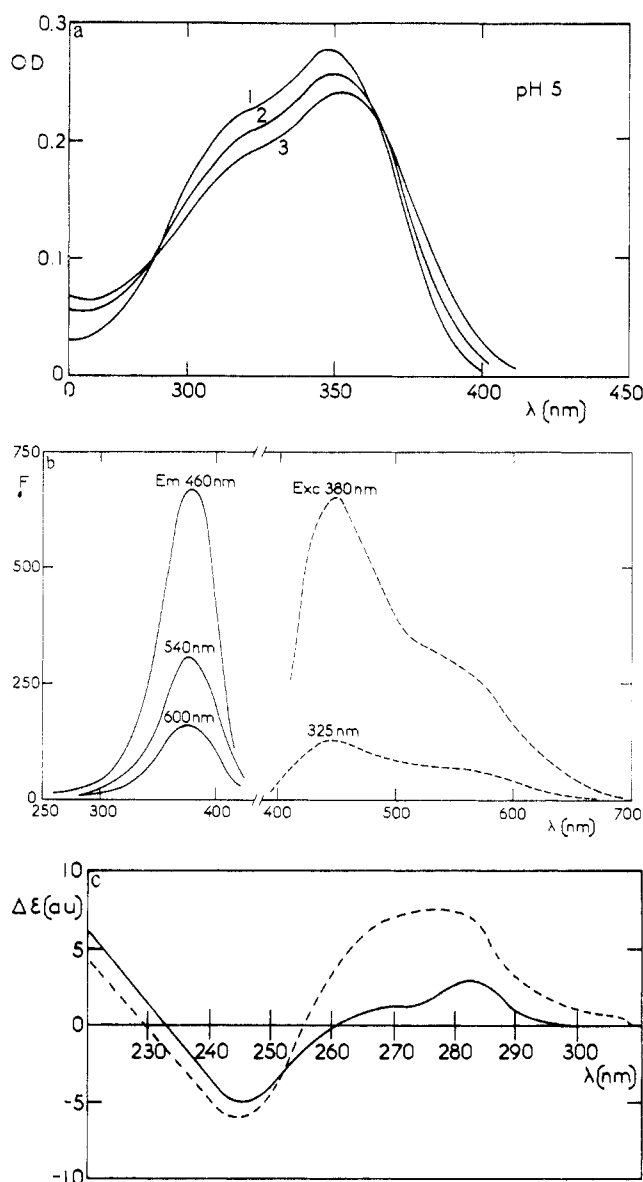 a
0.3
OD
0.2
0.1
0
1
2
3
pH 5
0 300 350 400 450
λ (nm)
b
750
F
500
250
0
Em 460nm
540nm
600nm
Exc 380nm
325nm
250 300 400 400 500 600 700
λ (nm)
c
10
Δε(au)
5
0
-5
-10
230 240 250 260 270 280 290 300
λ(nm)